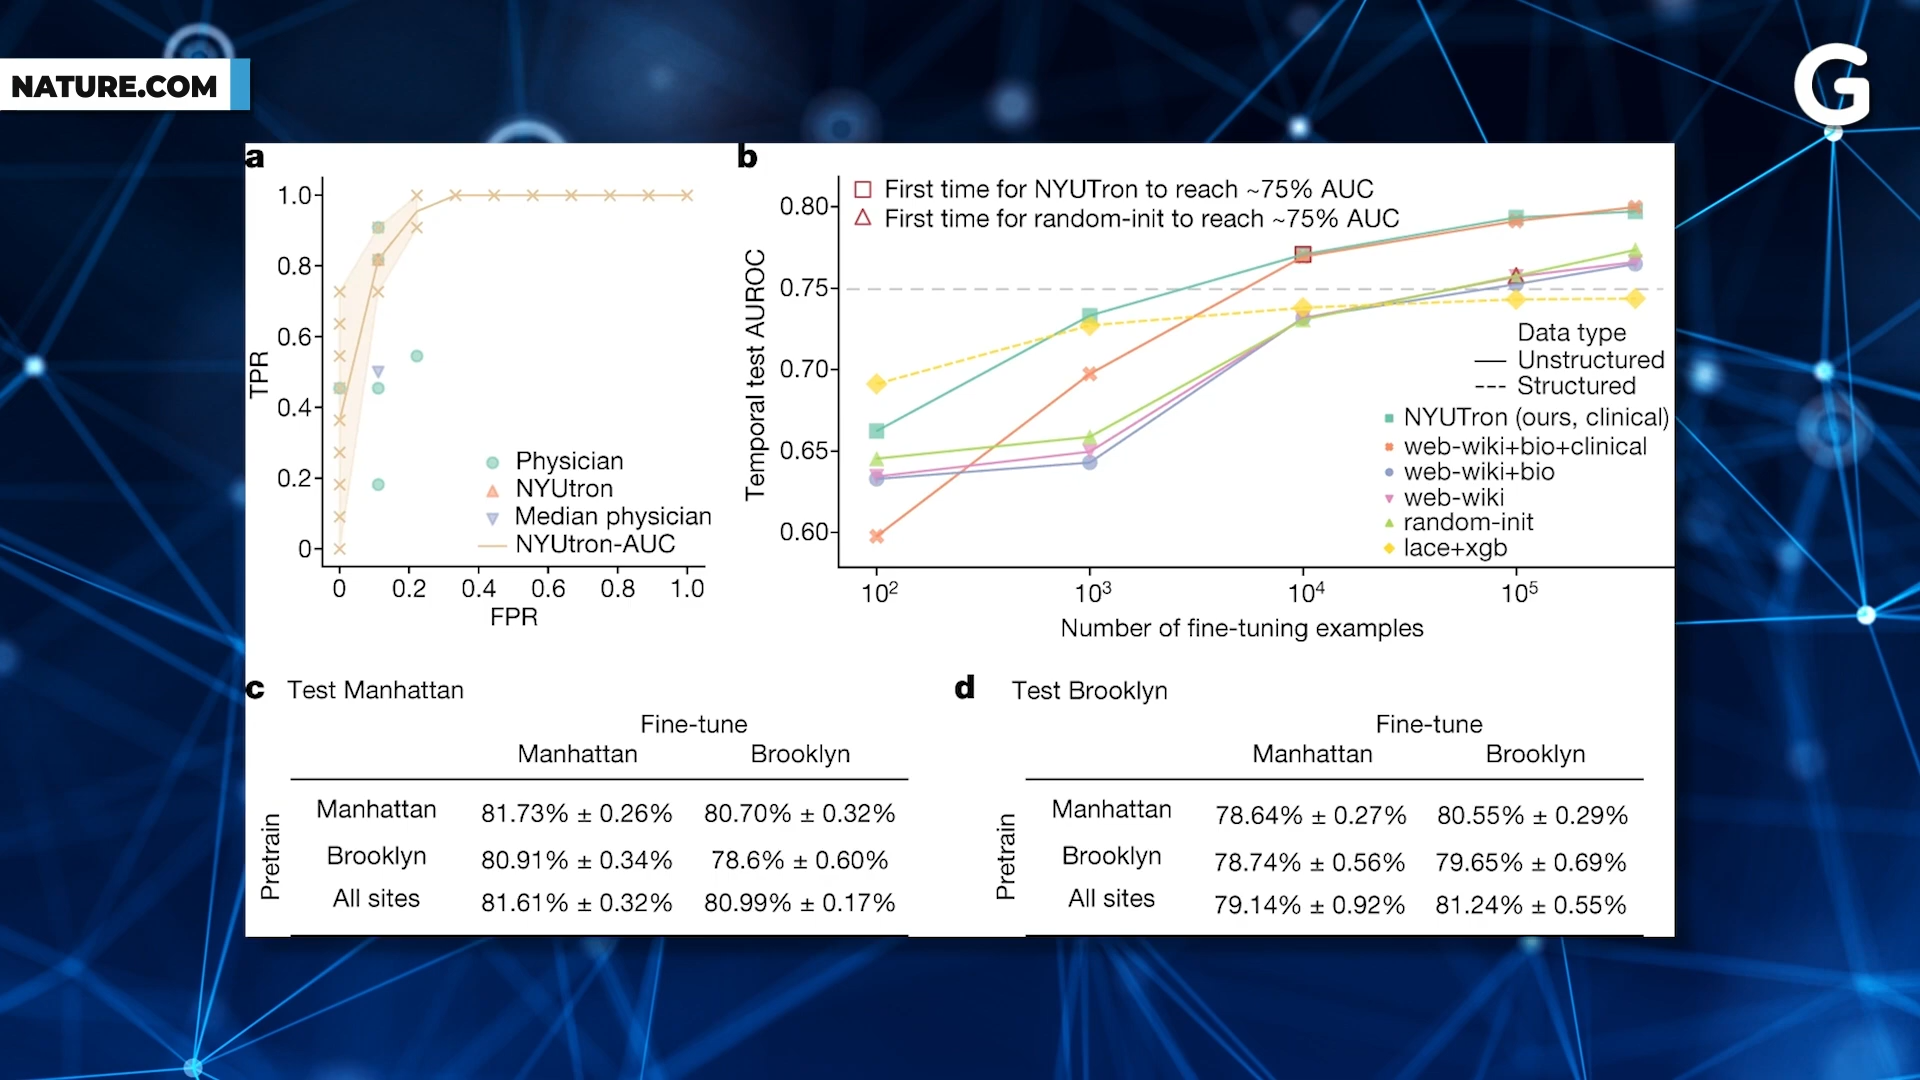 NATURE.COM
G
a
1.0
0.8
0.6
0.4
0.2
0
TPR
0 0.2 0.4 0.6 0.8 1.0
FPR
Physician
NYUtron
Median physician
NYUtron-AUC
b
First time for NYUTron to reach ~75% AUC
First time for random-init to reach ~75% AUC
0.80
0.75
0.70
0.65
0.60
Temporal test AUROC
10² 10³ 10⁴ 10⁵
Number of fine-tuning examples
Data type
Unstructured
Structured
NYUTron (ours, clinical)
web-wiki+bio+clinical
web-wiki+bio
web-wiki
random-init
lace+xgb
c Test Manhattan
Fine-tune
Manhattan Brooklyn
Pretrain
Manhattan 81.73% ± 0.26% 80.70% ± 0.32%
Brooklyn 80.91% ± 0.34% 78.6% ± 0.60%
All sites 81.61% ± 0.32% 80.99% ± 0.17%
d Test Brooklyn
Fine-tune
Manhattan Brooklyn
Pretrain
Manhattan 78.64% ± 0.27% 80.55% ± 0.29%
Brooklyn 78.74% ± 0.56% 79.65% ± 0.69%
All sites 79.14% ± 0.92% 81.24% ± 0.55%